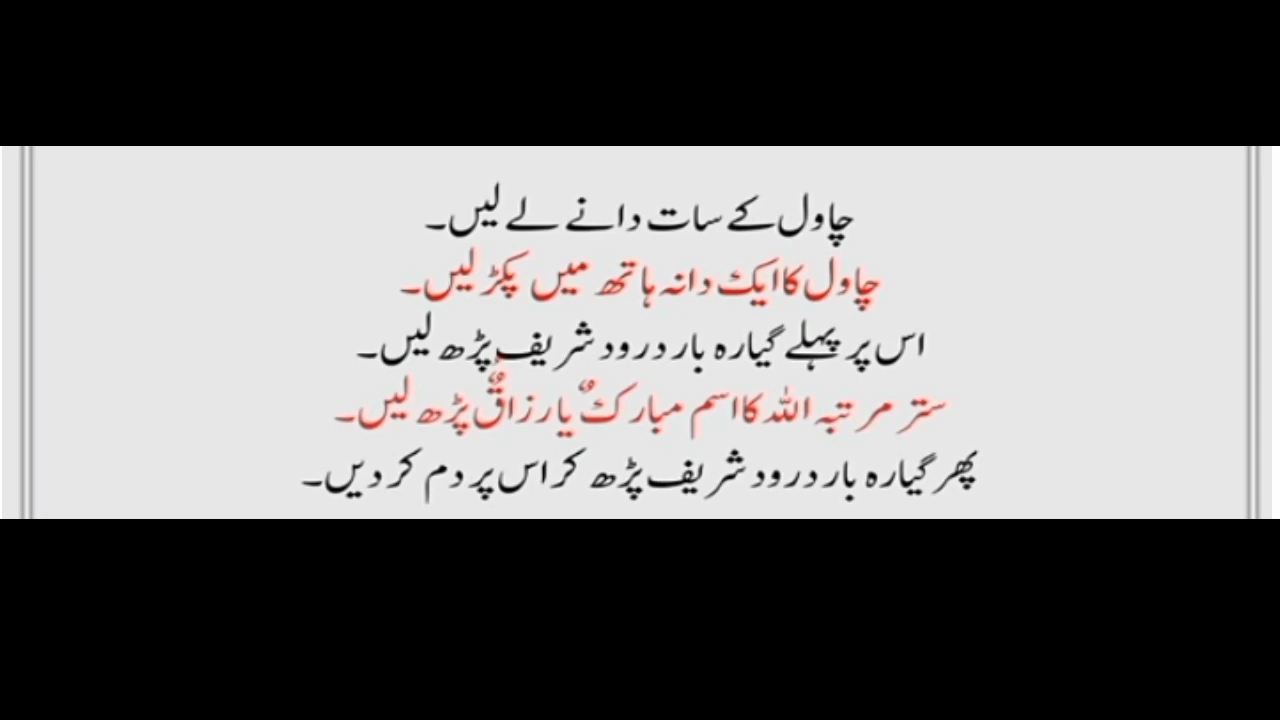 چاول کے سات دانے لے لیں۔
چاول کا ایک دانہ ہاتھ میں پکڑ لیں۔
اس پر پہلے گیارہ بار درود شریف پڑھ لیں۔
ستر مرتبہ اللہ کا اسم مبارکٌ یا رزاقٌ پڑھ لیں۔
پھر گیارہ بار درود شریف پڑھ کر اس پر دم کر دیں۔